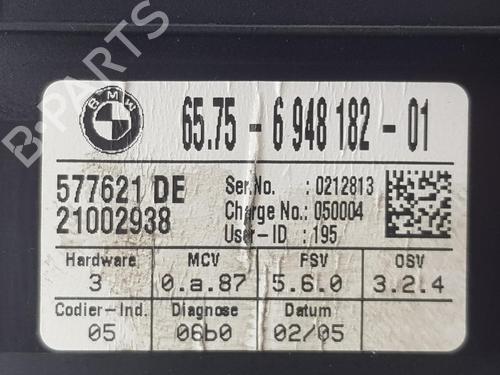 B-PARTS
BMW
65.75 - 6 948 182 - 01
577621 DE
21002938
Ser.No. : 0212813
Charge No.: 050004
User-ID : 195
Hardware MCV FSV OSV
3 0.a.87 5.6.0 3.2.4
Codier-Ind. Diagnose Datum
05 06b0 02/05